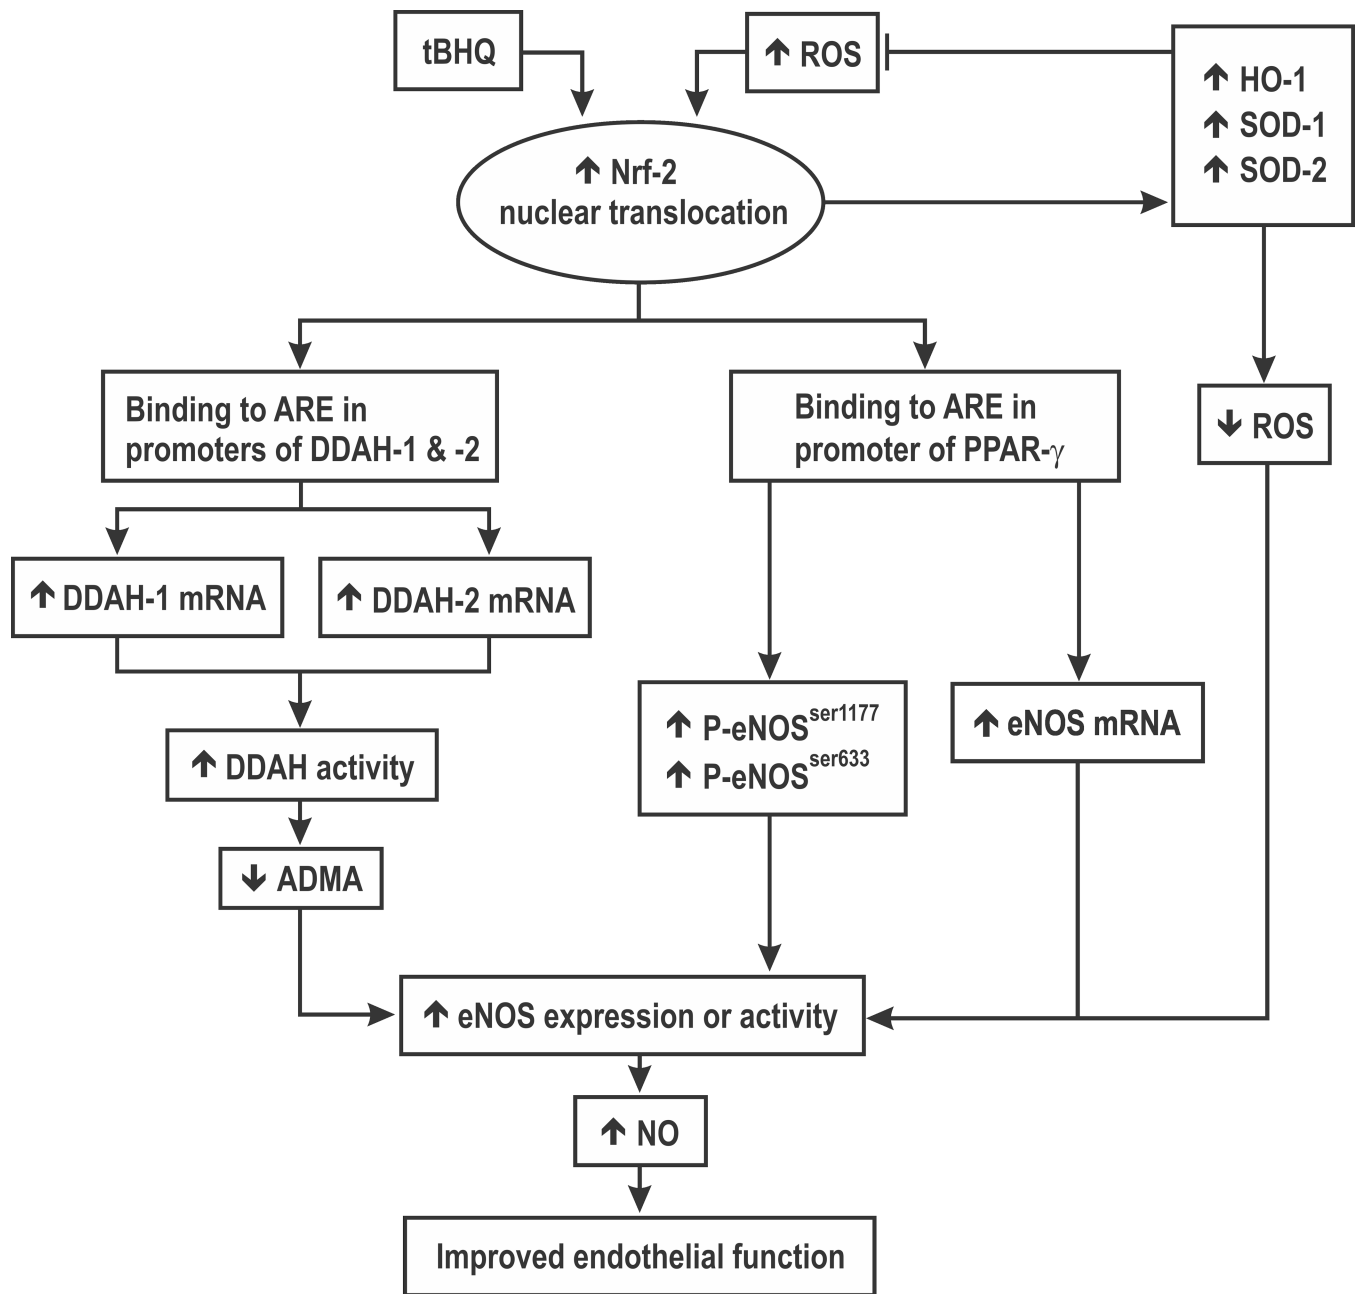 tBHQ
↑ ROS
↑ HO-1
↑ SOD-1
↑ SOD-2
↑ Nrf-2
nuclear translocation
Binding to ARE in
promoters of DDAH-1 & -2
Binding to ARE in
promoter of PPAR-γ
↓ ROS
↑ DDAH-1 mRNA
↑ DDAH-2 mRNA
↑ P-eNOSser1177
↑ P-eNOSser633
↑ eNOS mRNA
↑ DDAH activity
↓ ADMA
↑ eNOS expression or activity
↑ NO
Improved endothelial function